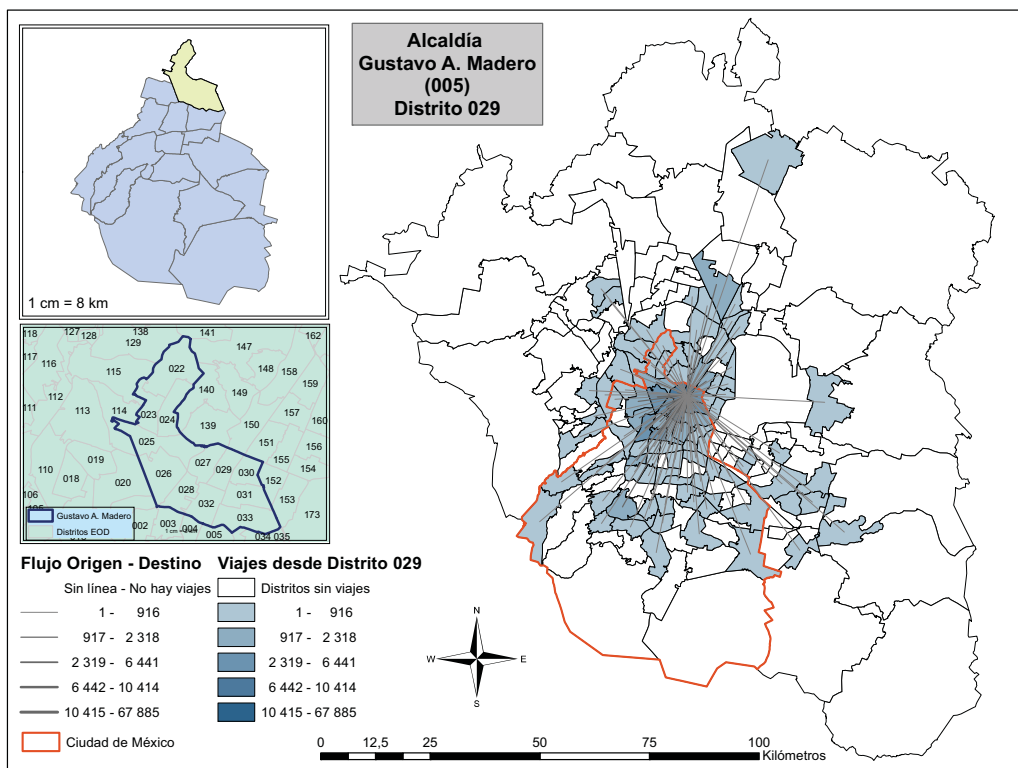 Alcaldía
Gustavo A. Madero
(005)
Distrito 029
1 cm = 8 km
118
127
128
138
129
141
162
117
116
115
022
147
148
158
159
112
140
149
111
113
114
023
024
139
150
157
160
025
151
156
019
027
029
155
154
110
018
020
026
030
152
028
031
153
106
032
002
003
004
005
033
034
035
173
Gustavo A. Madero
Distritos EOD
Flujo Origen - Destino
Sin línea - No hay viajes
1 - 916
917 - 2 318
2 319 - 6 441
6 442 - 10 414
10 415 - 67 885
Ciudad de México
Viajes desde Distrito 029
Distritos sin viajes
1 - 916
917 - 2 318
2 319 - 6 441
6 442 - 10 414
10 415 - 67 885
N
W
E
S
0 12,5 25 50 75 100
Kilómetros